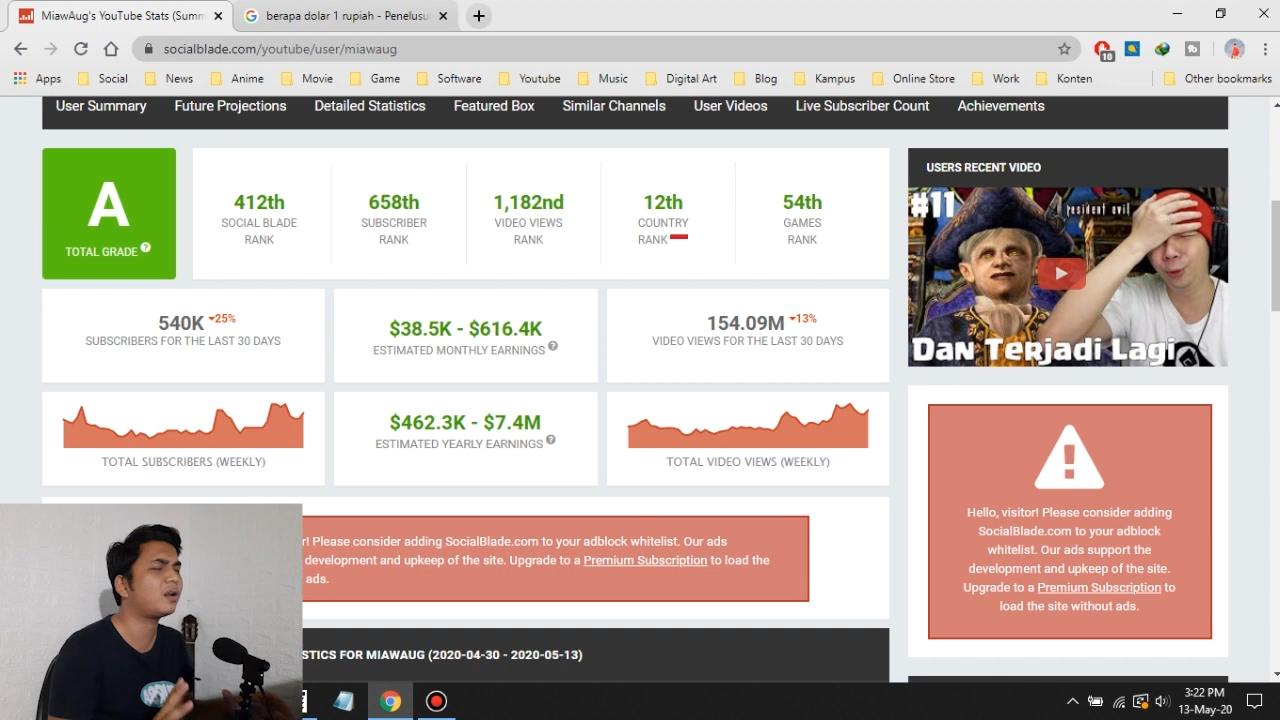 MiawAug's YouTube Stats (Summ
berapa dolar 1 rupiah - Penelusu
socialblade.com/youtube/user/miawaug
10
Apps
Social
News
Anime
Movie
Game
Software
Youtube
Music
Digital Art
Blog
Kampus
Online Store
Work
Konten
Other bookmarks
User Summary
Future Projections
Detailed Statistics
Featured Box
Similar Channels
User Videos
Live Subscriber Count
Achievements
A
TOTAL GRADE
412th
SOCIAL BLADE
RANK
658th
SUBSCRIBER
RANK
1,182nd
VIDEO VIEWS
RANK
12th
COUNTRY
RANK
54th
GAMES
RANK
540K -25%
SUBSCRIBERS FOR THE LAST 30 DAYS
$38.5K - $616.4K
ESTIMATED MONTHLY EARNINGS
154.09M -13%
VIDEO VIEWS FOR THE LAST 30 DAYS
TOTAL SUBSCRIBERS (WEEKLY)
$462.3K - $7.4M
ESTIMATED YEARLY EARNINGS
TOTAL VIDEO VIEWS (WEEKLY)
USERS RECENT VIDEO
#11
resident evil
Dan Terjadi Lagi
r! Please consider adding SocialBlade.com to your adblock whitelist. Our ads
development and upkeep of the site. Upgrade to a Premium Subscription to load the
ads.
Hello, visitor! Please consider adding
SocialBlade.com to your adblock
whitelist. Our ads support the
development and upkeep of the site.
Upgrade to a Premium Subscription to
load the site without ads.
STICS FOR MIAWAUG (2020-04-30 - 2020-05-13)
3:22 PM
13-May-20